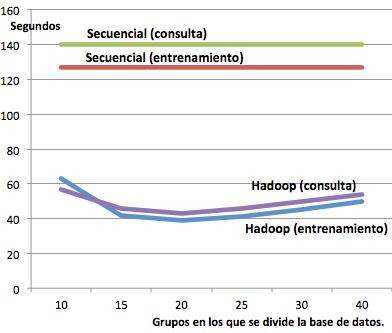 160
Segundos
140
Secuencial (consulta)
Secuencial (entrenamiento)
120
100
80
60
Hadoop (consulta)
40
Hadoop (entrenamiento)
20
0
10 15 20 25 30 40
Grupos en los que se divide la base de datos.